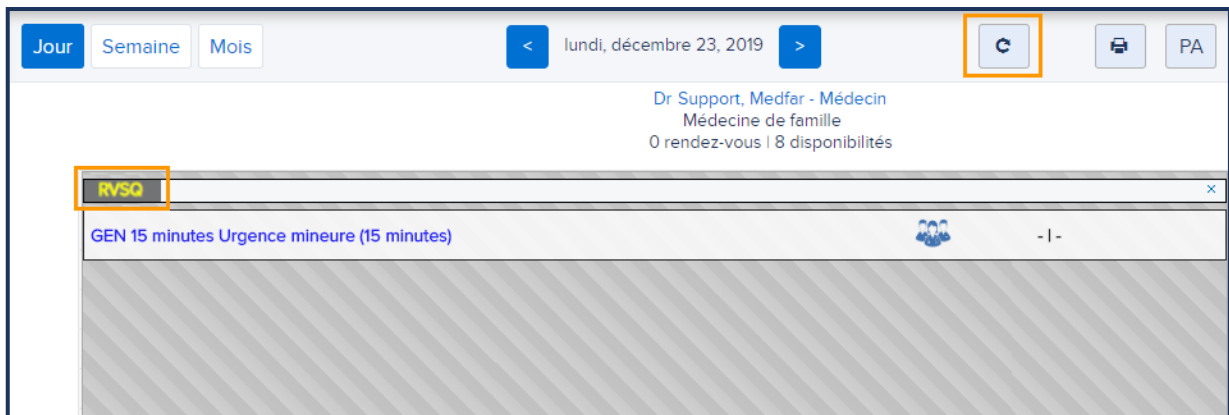 Jour Semaine Mois < lundi, décembre 23, 2019 > PA
Dr Support, Medfar - Médecin
Médecine de famille
0 rendez-vous | 8 disponibilités
RVSQ ×
GEN 15 minutes Urgence mineure (15 minutes) - | -